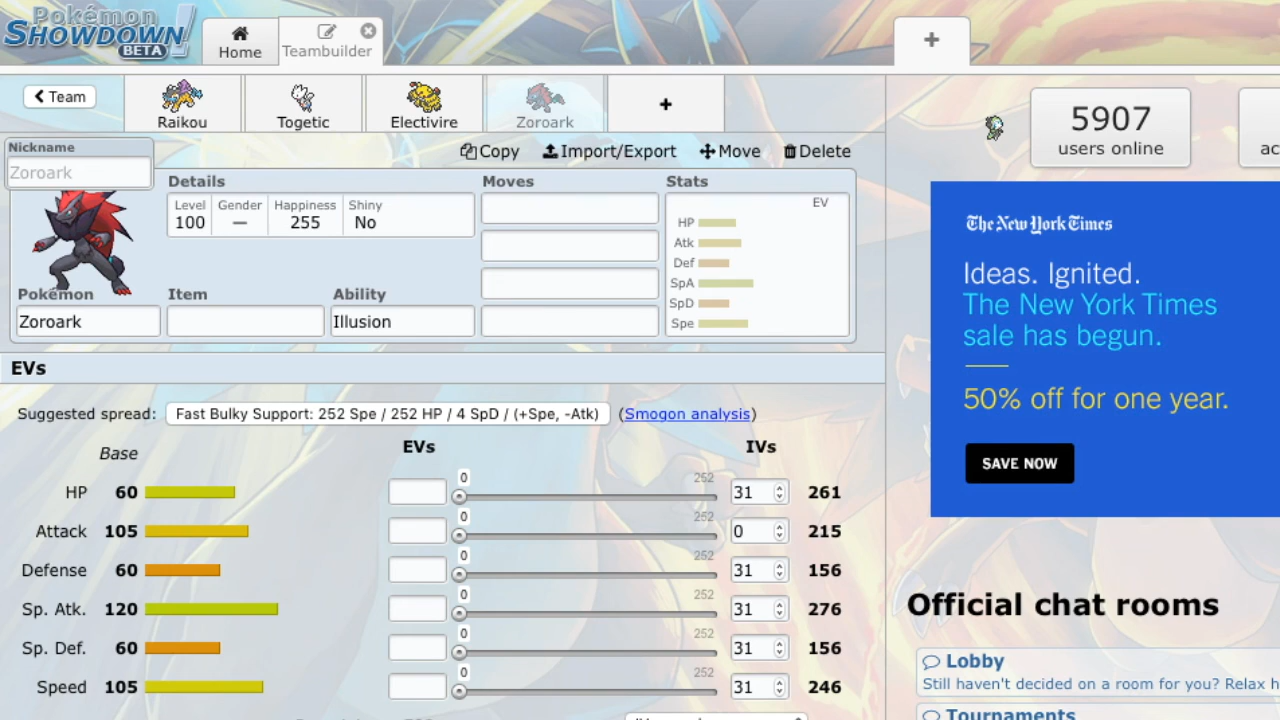 Pokémon
SHOWDOWN!
BETA
Home
Teambuilder
+
Team
Raikou
Togetic
Electivire
Zoroark
+
Nickname
Zoroark
Copy
Import/Export
Move
Delete
5907
users online
ac
Details
Moves
Stats
Level
100
Gender
—
Happiness
255
Shiny
No
EV
HP
Atk
Def
SpA
SpD
Spe
Pokémon
Item
Ability
Zoroark
Illusion
The New York Times
Ideas. Ignited.
The New York Times
sale has begun.
50% off for one year.
SAVE NOW
EVs
Suggested spread: Fast Bulky Support: 252 Spe / 252 HP / 4 SpD / (+Spe, -Atk) (Smogon analysis)
Base EVs IVs
HP 60 0 252 31 261
Attack 105 0 252 0 215
Defense 60 0 252 31 156
Sp. Atk. 120 0 252 31 276
Sp. Def. 60 0 252 31 156
Speed 105 0 252 31 246
Official chat rooms
Lobby
Still haven't decided on a room for you? Relax h
Tournaments